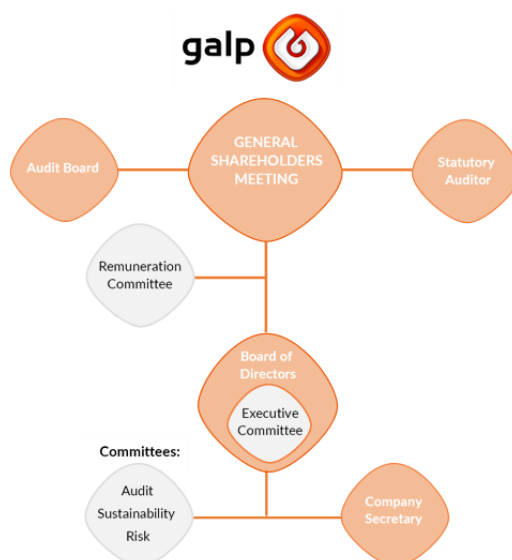 galp
GENERAL
SHAREHOLDERS
MEETING
Audit Board
Statutory
Auditor
Remuneration
Committee
Board of
Directors
Executive
Committee
Committees:
Audit
Sustainability
Risk
Company
Secretary